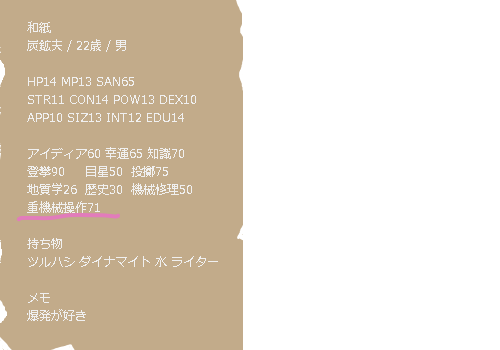 和紙
炭鉱夫 / 22歳 / 男
HP14 MP13 SAN65
STR11 CON14 POW13 DEX10
APP10 SIZ13 INT12 EDU14
アイディア60 幸運65 知識70
登攀90 目星50 投擲75
地質学26 歴史30 機械修理50
重機械操作71
持ち物
ツルハシ ダイナマイト 水 ライター
メモ
爆発が好き